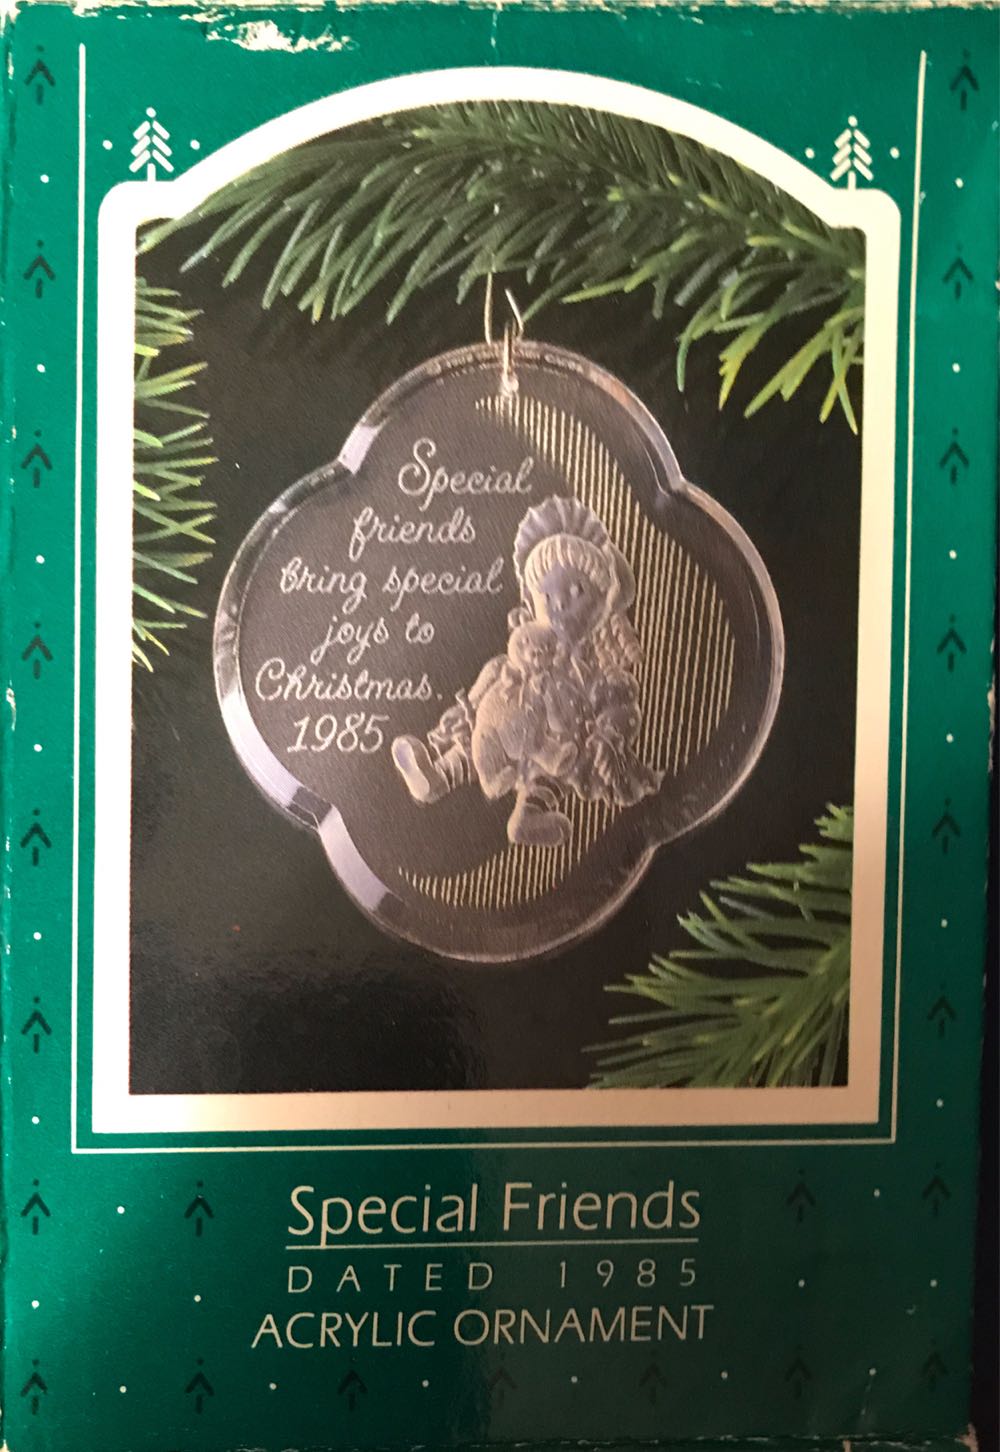 Special
friends
bring special
joys to
Christmas.
1985
Special Friends
DATED 1985
ACRYLIC ORNAMENT